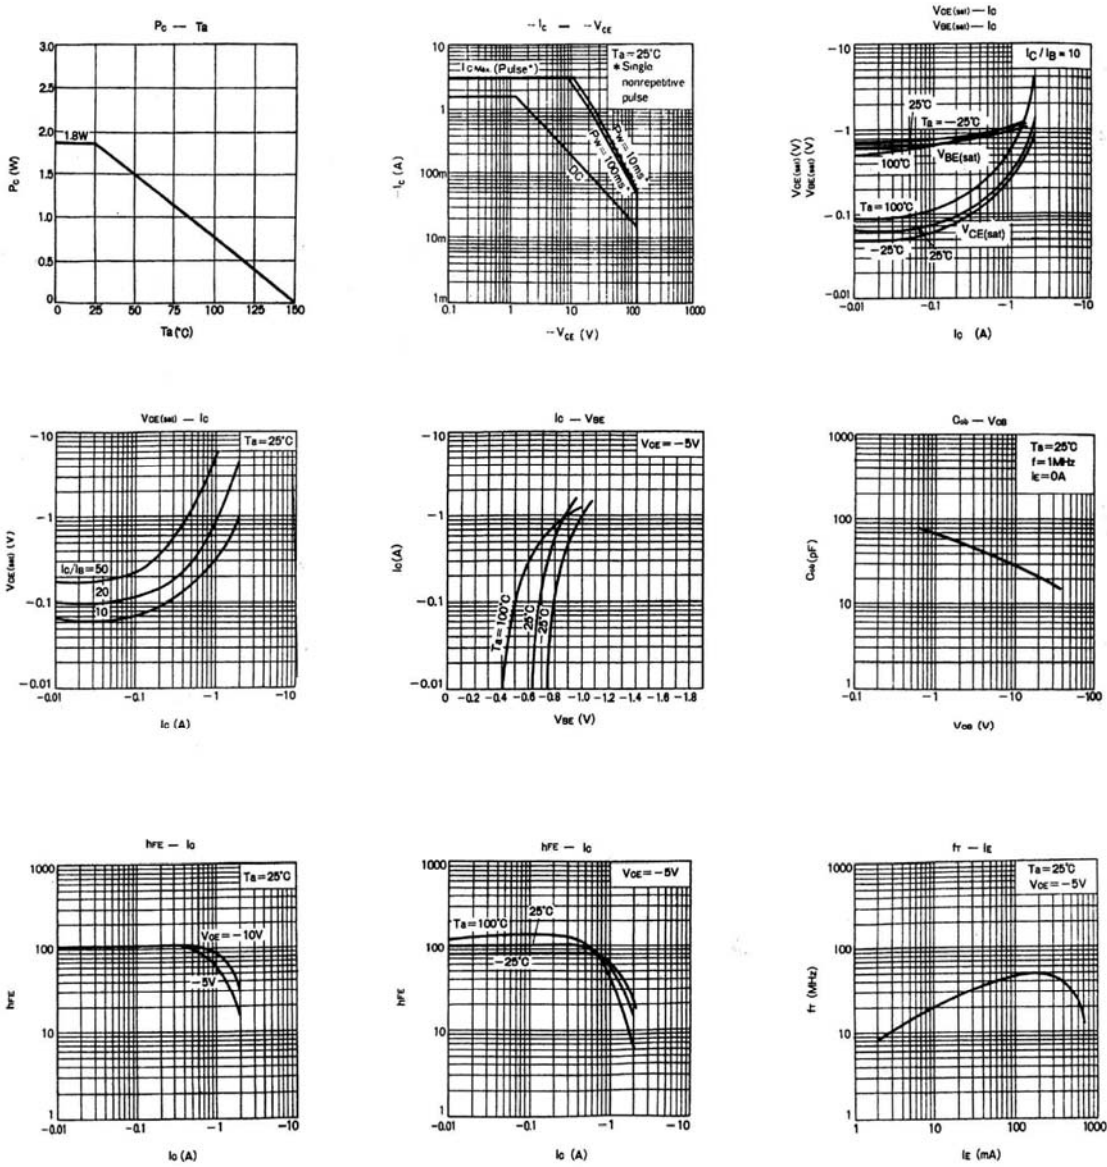 Pc — Ta
3.0
2.5
2.0
1.5
1.0
0.5
0
1.8W
Pc (W)
0 25 50 75 100 125 150
Ta (°C)
-Ic — -VCE
10
1
100m
10m
1m
Ta=25°C
*Single
nonrepetitive
pulse
IC Max. (Pulse*)
Pw=10ms*
Pw=100ms*
DC
-Ic (A)
0.1 1 10 100 1000
-VCE (V)
VCE(sat) — Ic
VBE(sat) — Ic
-10
-1
-0.1
-0.01
IC/IB=10
25°C
Ta=-25°C
100°C
VBE(sat)
Ta=100°C
VCE(sat)
-25°C
25°C
VCE(sat) (V)
VBE(sat) (V)
-0.1 -1 -10
Ic (A)
VCE(sat) — Ic
-10
-1
-0.1
-0.01
Ta=25°C
Ic/IB=50
20
10
VCE(sat) (V)
-0.01 -0.1 -1 -10
Ic (A)
Ic — VBE
-10
-1
-0.1
-0.01
VCE=-5V
Ta=100°C
25°C
-25°C
Ic (A)
0 -0.2 -0.4 -0.6 -0.8 -1.0 -1.2 -1.4 -1.6 -1.8
VBE (V)
Cob — VCB
1000
100
10
1
Ta=25°C
f=1MHz
IE=0A
Cob (pF)
-0.1 -1 -10 -100
VCB (V)
hFE — Ic
1000
100
10
1
Ta=25°C
VCE=-10V
-5V
hFE
-0.01 -0.1 -1 -10
Ic (A)
hFE — Ic
1000
100
10
1
VCE=-5V
Ta=100°C
25°C
-25°C
hFE
-0.01 -0.1 -1 -10
Ic (A)
fT — IE
1000
100
10
1
Ta=25°C
VCE=-5V
fT (MHz)
1 10 100 1000
IE (mA)